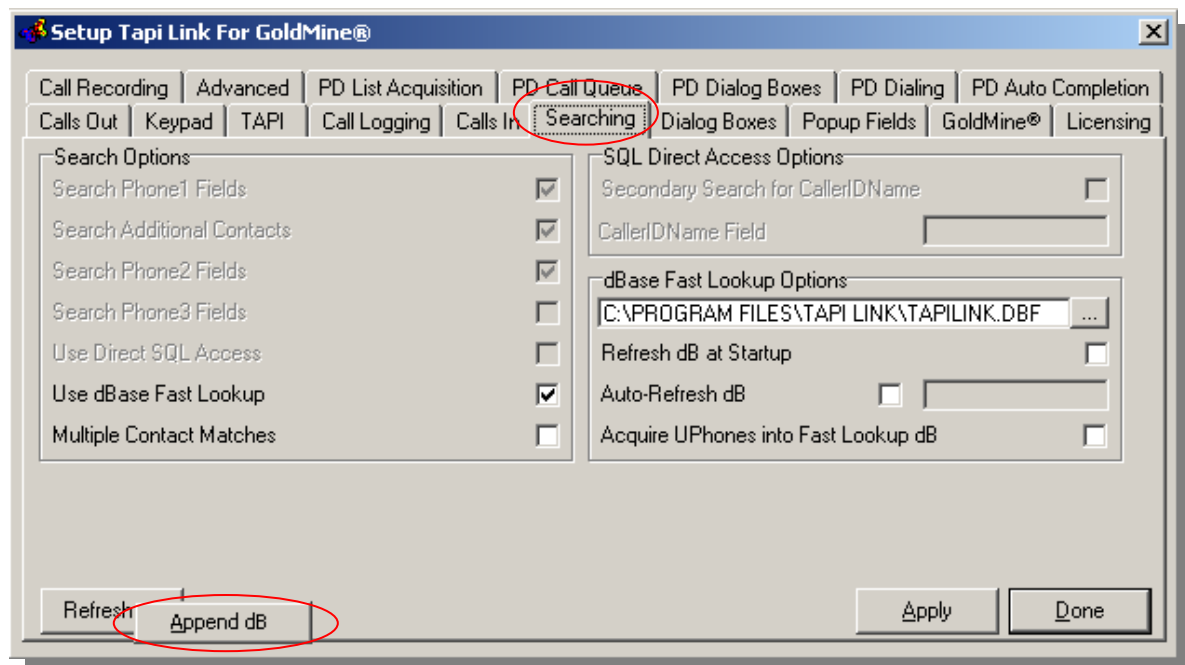 Setup Tapi Link For GoldMine®
Call Recording Advanced PD List Acquisition PD Call Queue PD Dialog Boxes PD Dialing PD Auto Completion
Calls Out Keypad TAPI Call Logging Calls In Searching Dialog Boxes Popup Fields GoldMine® Licensing
Search Options
Search Phone1 Fields
Search Additional Contacts
Search Phone2 Fields
Search Phone3 Fields
Use Direct SQL Access
Use dBase Fast Lookup
Multiple Contact Matches
SQL Direct Access Options
Secondary Search for CallerIDName
CallerIDName Field
dBase Fast Lookup Options
C:\PROGRAM FILES\TAPI LINK\TAPILINK.DBF ...
Refresh dB at Startup
Auto-Refresh dB
Acquire UPhones into Fast Lookup dB
Refresh
Append dB
Apply
Done